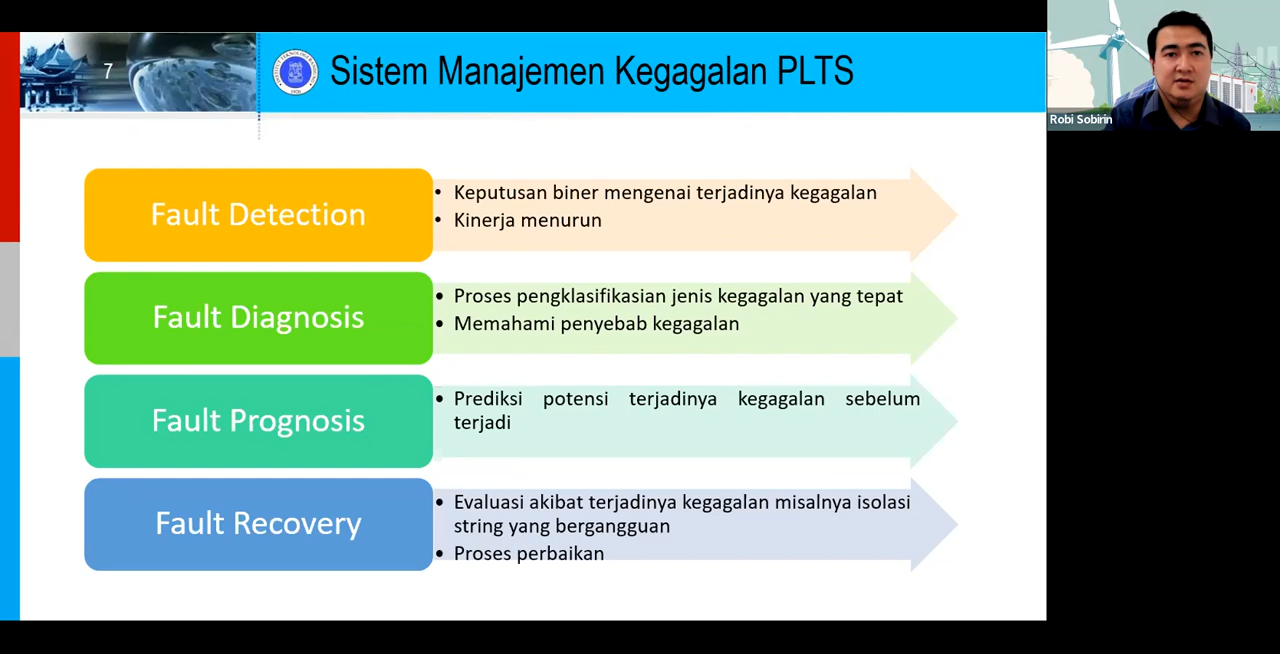 7
Sistem Manajemen Kegagalan PLTS
Robi Sobirin
Fault Detection
• Keputusan biner mengenai terjadinya kegagalan
• Kinerja menurun
Fault Diagnosis
• Proses pengklasifikasian jenis kegagalan yang tepat
• Memahami penyebab kegagalan
Fault Prognosis
• Prediksi potensi terjadinya kegagalan sebelum
terjadi
Fault Recovery
• Evaluasi akibat terjadinya kegagalan misalnya isolasi
string yang bergangguan
• Proses perbaikan